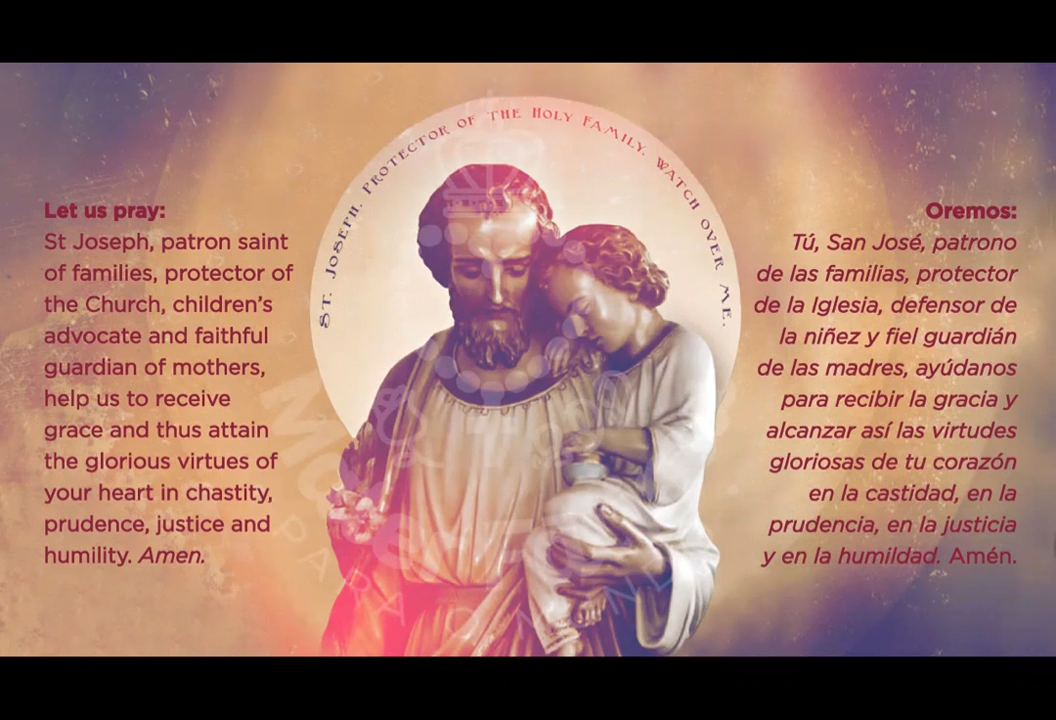 ST. JOSEPH, PROTECTOR OF THE HOLY FAMILY, WATCH OVER ME.
Let us pray:
St Joseph, patron saint
of families, protector of
the Church, children’s
advocate and faithful
guardian of mothers,
help us to receive
grace and thus attain
the glorious virtues of
your heart in chastity,
prudence, justice and
humility. Amen.
Oremos:
Tú, San José, patrono
de las familias, protector
de la Iglesia, defensor de
la niñez y fiel guardián
de las madres, ayúdanos
para recibir la gracia y
alcanzar así las virtudes
gloriosas de tu corazón
en la castidad, en la
prudencia, en la justicia
y en la humildad. Amén.